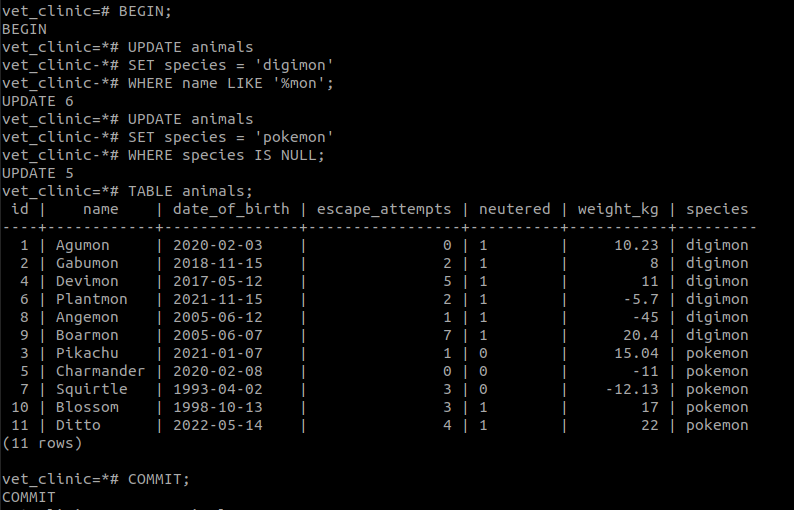 vet_clinic=# BEGIN;
BEGIN
vet_clinic=*# UPDATE animals
vet_clinic-*# SET species = 'digimon'
vet_clinic-*# WHERE name LIKE '%mon';
UPDATE 6
vet_clinic=*# UPDATE animals
vet_clinic-*# SET species = 'pokemon'
vet_clinic-*# WHERE species IS NULL;
UPDATE 5
vet_clinic=*# TABLE animals;
 id |    name    | date_of_birth | escape_attempts | neutered | weight_kg | species
----+------------+---------------+-----------------+----------+-----------+---------
  1 | Agumon     | 2020-02-03    |               0 | 1        |     10.23 | digimon
  2 | Gabumon    | 2018-11-15    |               2 | 1        |         8 | digimon
  4 | Devimon    | 2017-05-12    |               5 | 1        |        11 | digimon
  6 | Plantmon   | 2021-11-15    |               2 | 1        |      -5.7 | digimon
  8 | Angemon    | 2005-06-12    |               1 | 1        |       -45 | digimon
  9 | Boarmon    | 2005-06-07    |               7 | 1        |      20.4 | digimon
  3 | Pikachu    | 2021-01-07    |               1 | 0        |     15.04 | pokemon
  5 | Charmander | 2020-02-08    |               0 | 0        |       -11 | pokemon
  7 | Squirtle   | 1993-04-02    |               3 | 0        |    -12.13 | pokemon
 10 | Blossom    | 1998-10-13    |               3 | 1        |        17 | pokemon
 11 | Ditto      | 2022-05-14    |               4 | 1        |        22 | pokemon
(11 rows)
vet_clinic=*# COMMIT;
COMMIT